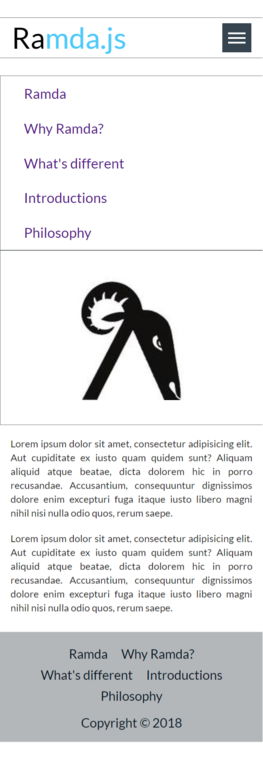 Ramda.js
Ramda
Why Ramda?
What's different
Introductions
Philosophy
Lorem ipsum dolor sit amet, consectetur adipisicing elit.
Aut cupiditate ex iusto quam quidem sunt? Aliquam
aliquid atque beatae, dicta dolorem hic in porro
recusandae. Accusantium, consequuntur dignissimos
dolore enim excepturi fuga itaque iusto libero magni
nihil nisi nulla odio quos, rerum saepe.
Lorem ipsum dolor sit amet, consectetur adipisicing elit.
Aut cupiditate ex iusto quam quidem sunt? Aliquam
aliquid atque beatae, dicta dolorem hic in porro
recusandae. Accusantium, consequuntur dignissimos
dolore enim excepturi fuga itaque iusto libero magni
nihil nisi nulla odio quos, rerum saepe.
Ramda Why Ramda?
What's different Introductions
Philosophy
Copyright © 2018